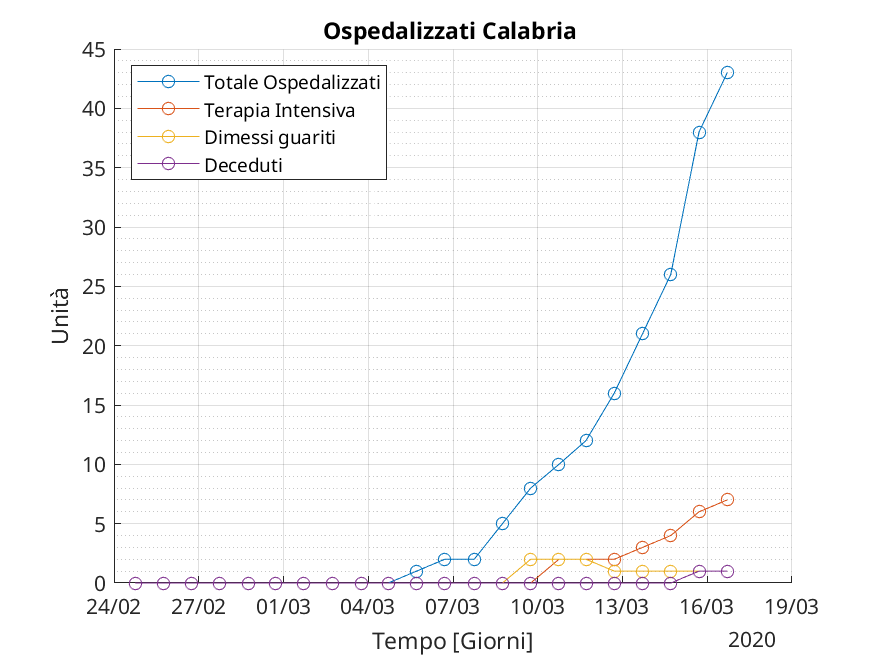 Ospedalizzati Calabria
45
40
35
30
25
20
15
10
5
0
Totale Ospedalizzati
Terapia Intensiva
Dimessi guariti
Deceduti
Unità
24/02 27/02 01/03 04/03 07/03 10/03 13/03 16/03 19/03
Tempo [Giorni]
2020